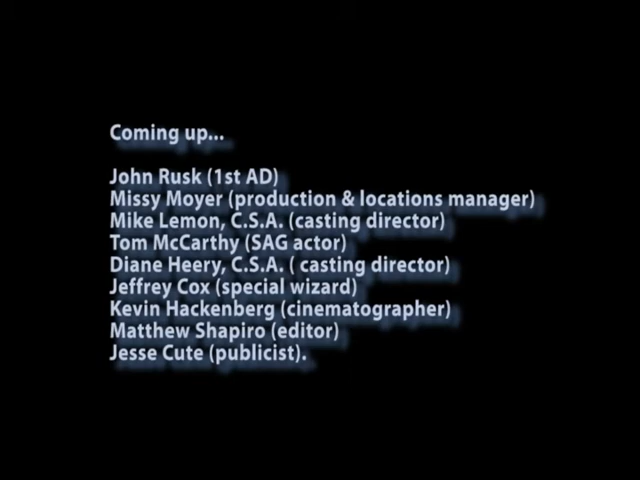 Coming up...
John Rusk (1st AD)
Missy Moyer (production & locations manager)
Mike Lemon, C.S.A. (casting director)
Tom McCarthy (SAG actor)
Diane Heery, C.S.A. ( casting director)
Jeffrey Cox (special wizard)
Kevin Hackenberg (cinematographer)
Matthew Shapiro (editor)
Jesse Cute (publicist).